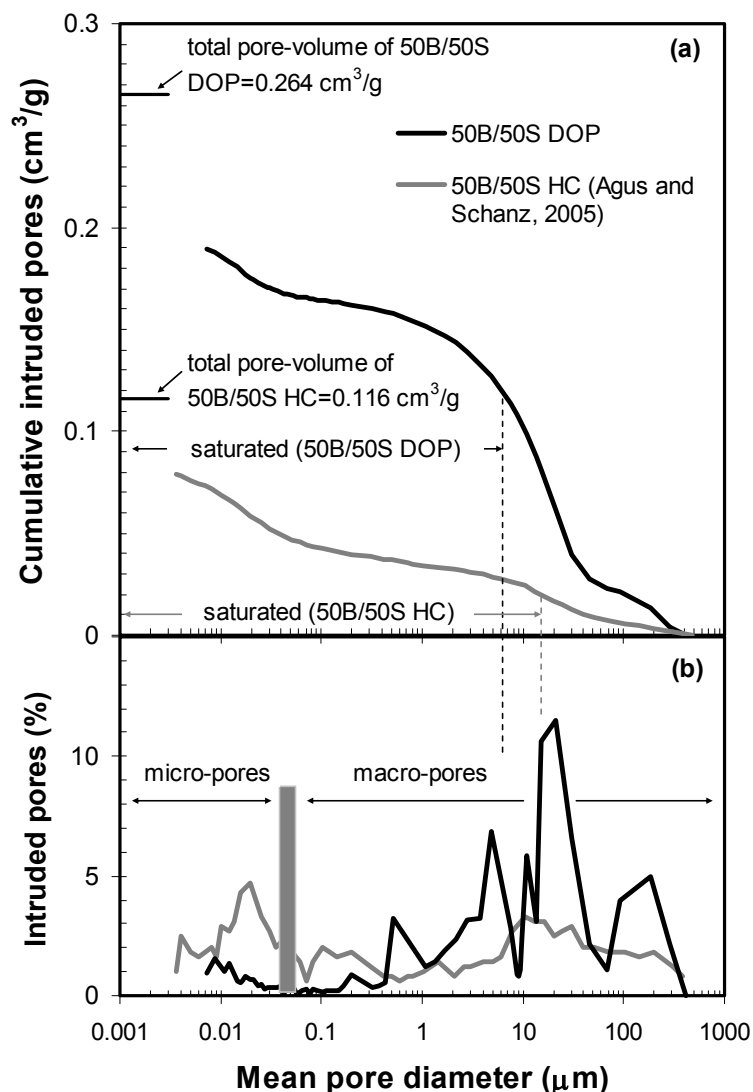 0.3
(a)
total pore-volume of 50B/50S
DOP=0.264 cm³/g
50B/50S DOP
50B/50S HC (Agus and
Schanz, 2005)
Cumulative intruded pores (cm³/g)
0.2
total pore-volume of
50B/50S HC=0.116 cm³/g
0.1
saturated (50B/50S DOP)
saturated (50B/50S HC)
0
(b)
Intruded pores (%)
10
micro-pores
macro-pores
5
0
0.001 0.01 0.1 1 10 100 1000
Mean pore diameter (μm)